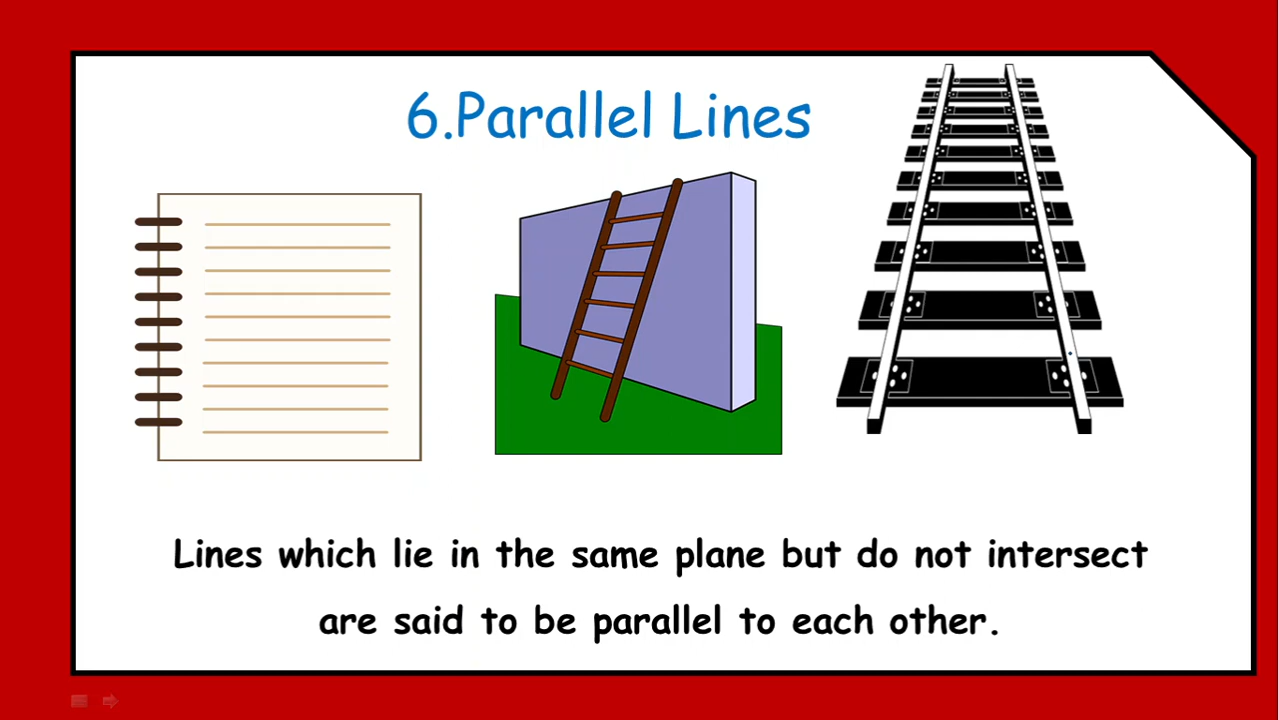 6.Parallel Lines
Lines which lie in the same plane but do not intersect
are said to be parallel to each other.